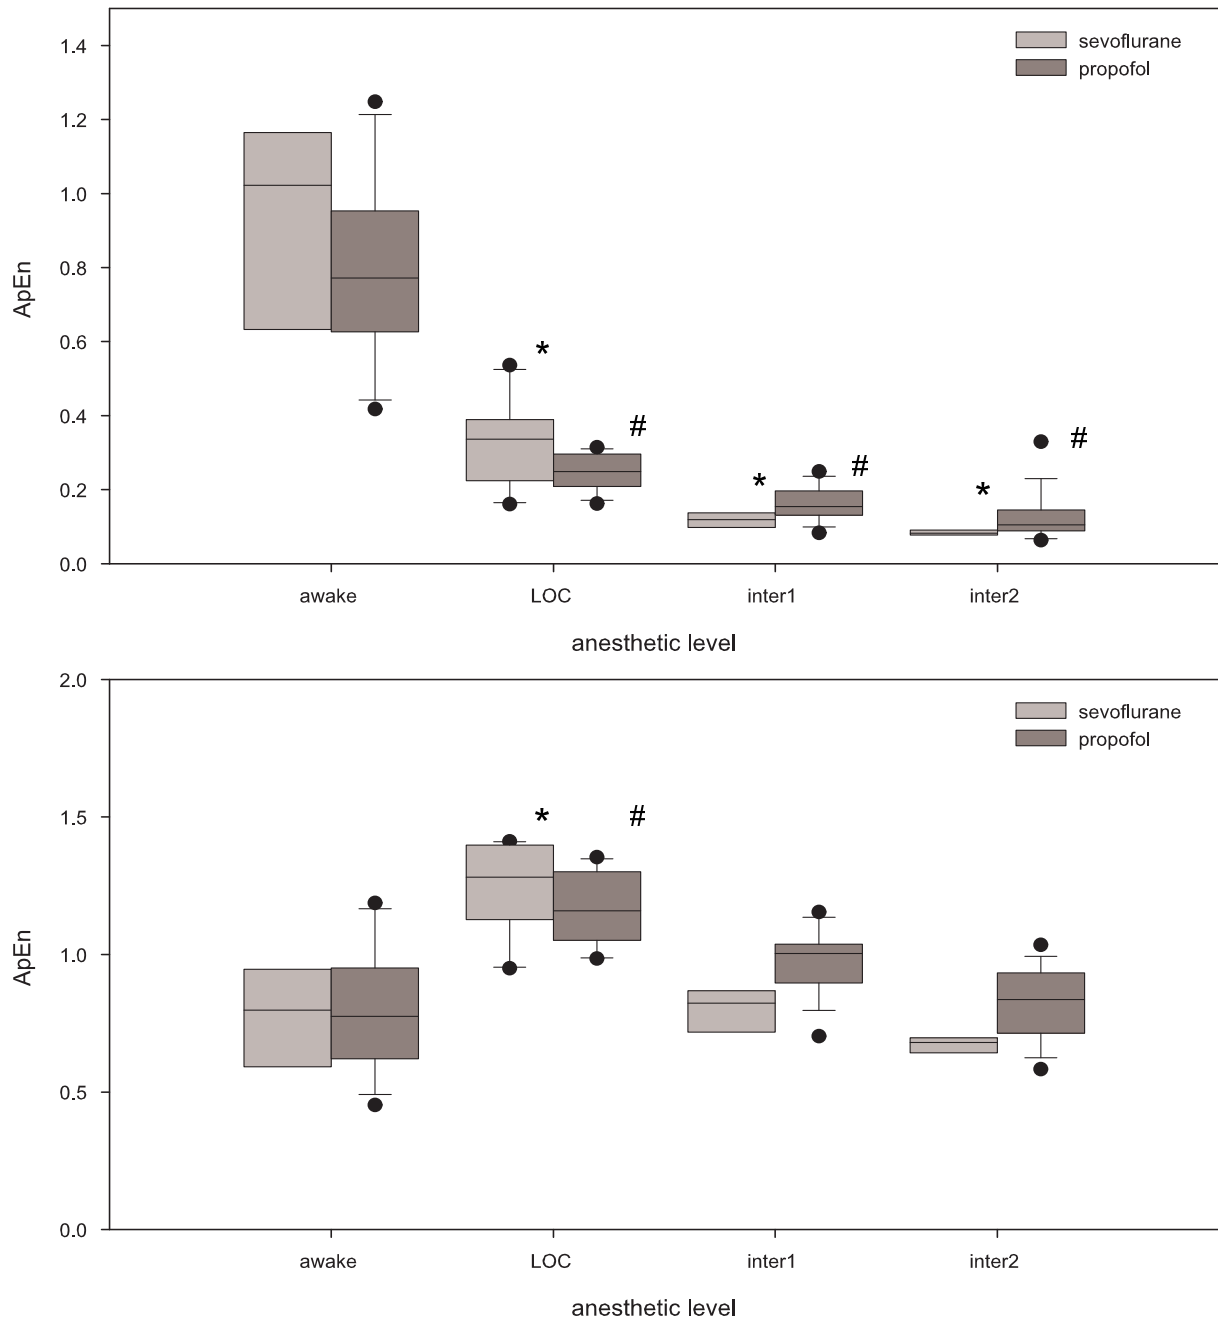 1.4
1.2
1.0
0.8
0.6
0.4
0.2
0.0
ApEn
sevoflurane
propofol
*
#
*
#
*
#
awake LOC inter1 inter2
anesthetic level
2.0
1.5
1.0
0.5
0.0
ApEn
sevoflurane
propofol
*
#
awake LOC inter1 inter2
anesthetic level